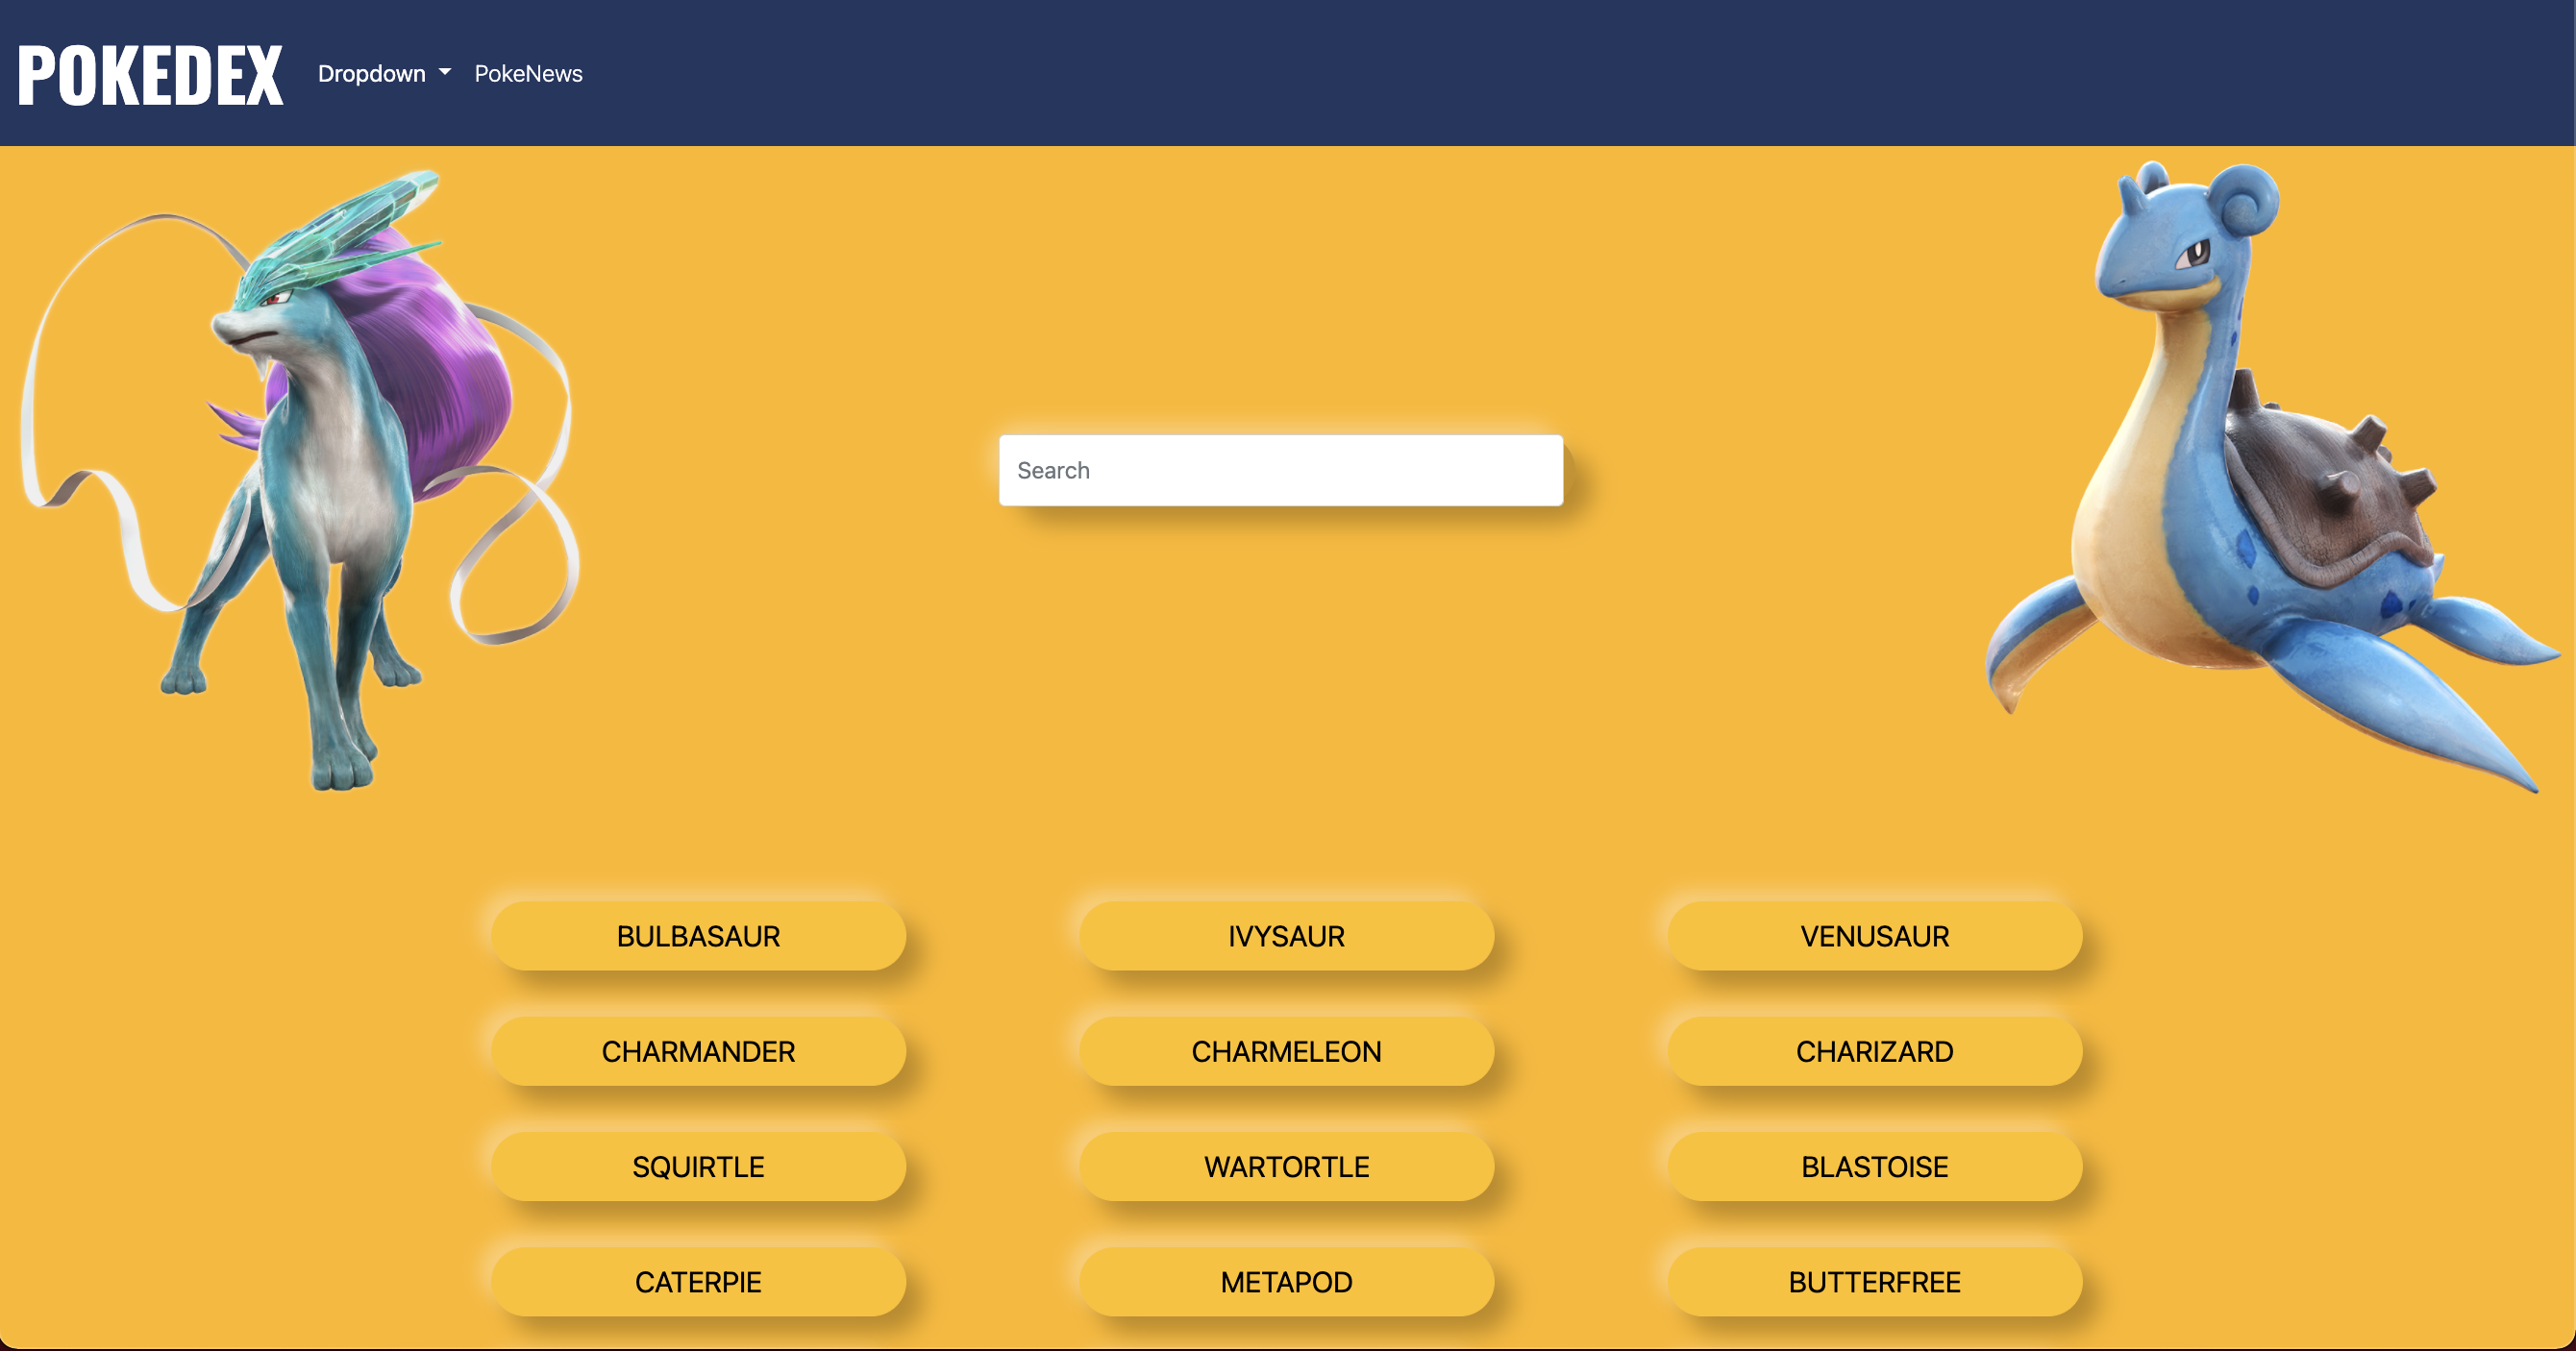 POKEDEX Dropdown PokeNews
Search
BULBASAUR IVYSAUR VENUSAUR
CHARMANDER CHARMELEON CHARIZARD
SQUIRTLE WARTORTLE BLASTOISE
CATERPIE METAPOD BUTTERFREE